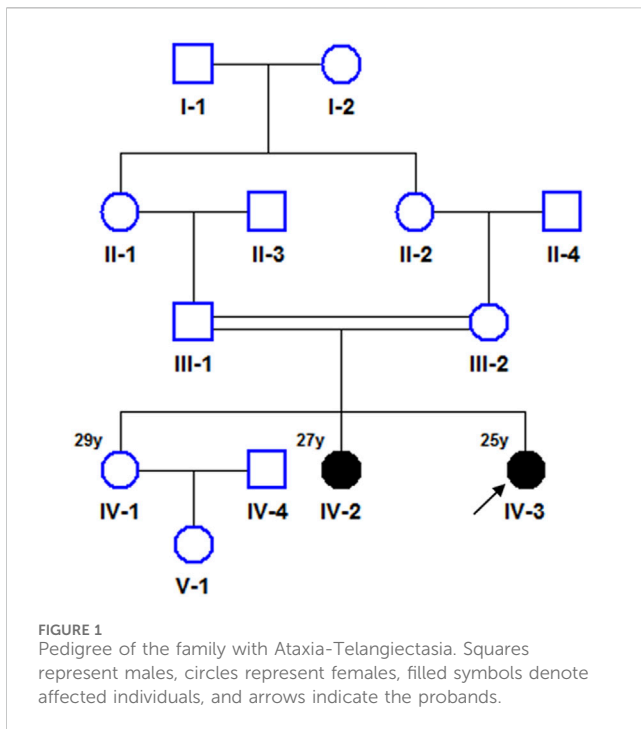 I-1
I-2
II-1
II-3
II-2
II-4
III-1
III-2
29y
27y
25y
IV-1
IV-4
IV-2
IV-3
V-1
FIGURE 1
Pedigree of the family with Ataxia-Telangiectasia. Squares
represent males, circles represent females, filled symbols denote
affected individuals, and arrows indicate the probands.